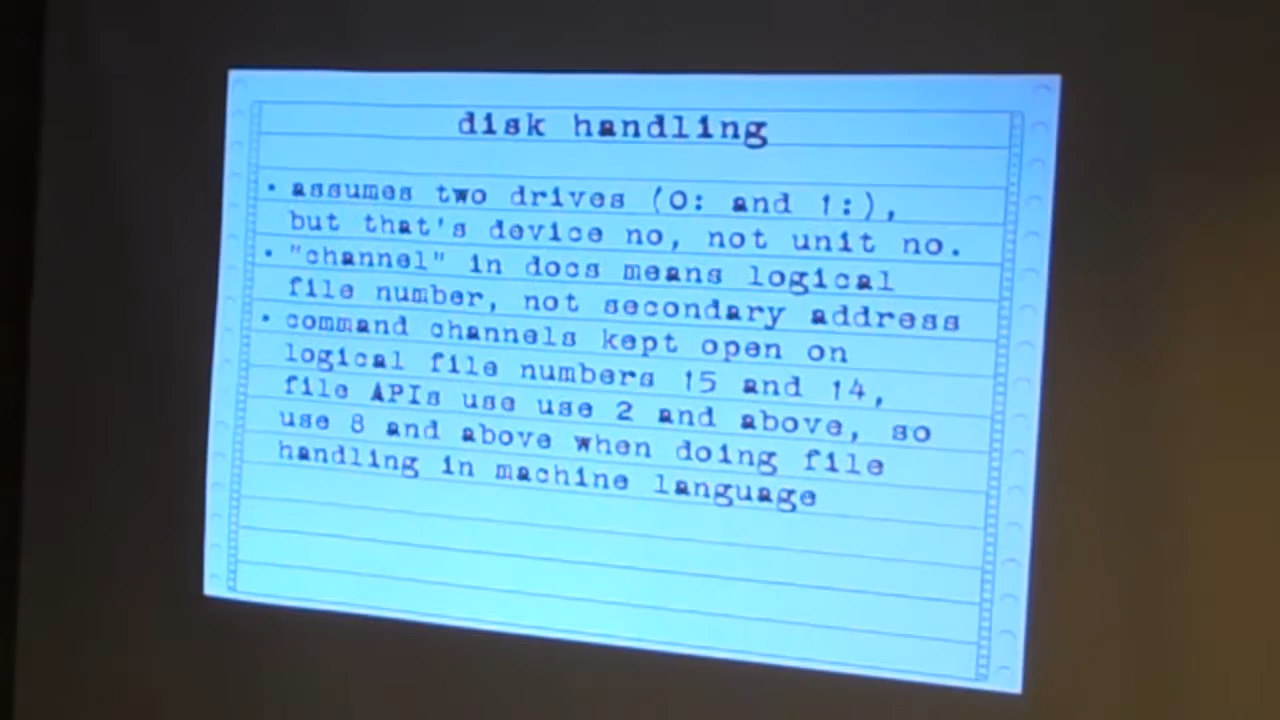 disk handling
• assumes two drives (0: and 1:),
but that's device no, not unit no.
• "channel" in docs means logical
file number, not secondary address
• command channels kept open on
logical file numbers 15 and 14,
file APIs use use 2 and above, so
use 8 and above when doing file
handling in machine language